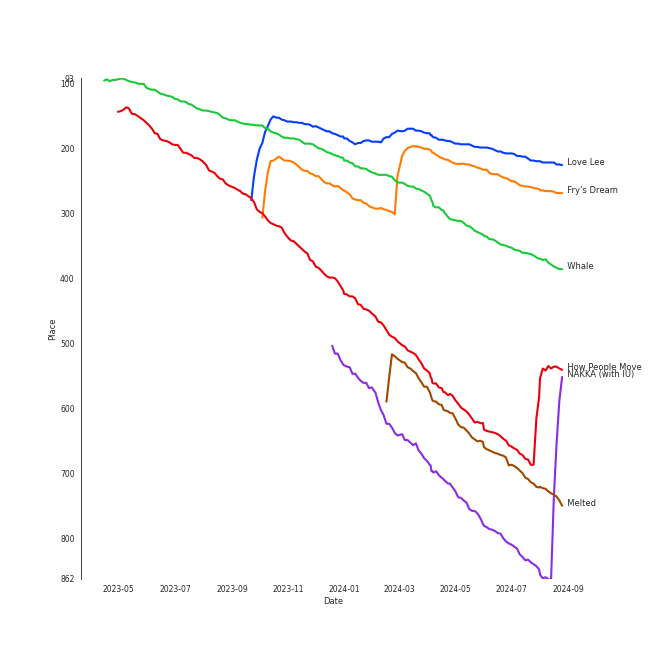 93
100
200
300
400
500
600
700
800
862
Place
Love Lee
Fry's Dream
Whale
How People Move
NAKKA (with IU)
Melted
2023-05 2023-07 2023-09 2023-11 2024-01 2024-03 2024-05 2024-07 2024-09
Date